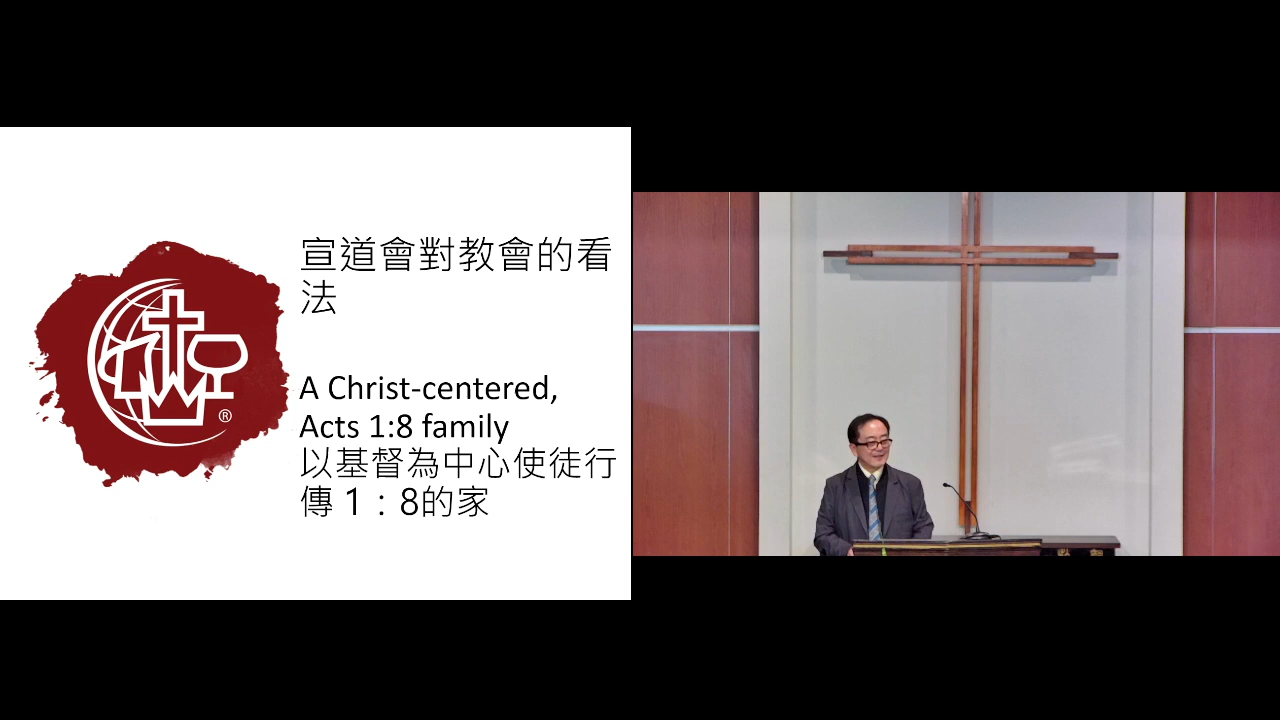 宣道會對教會的看
法
A Christ-centered,
Acts 1:8 family
以基督為中心使徒行
傳 1：8的家
®